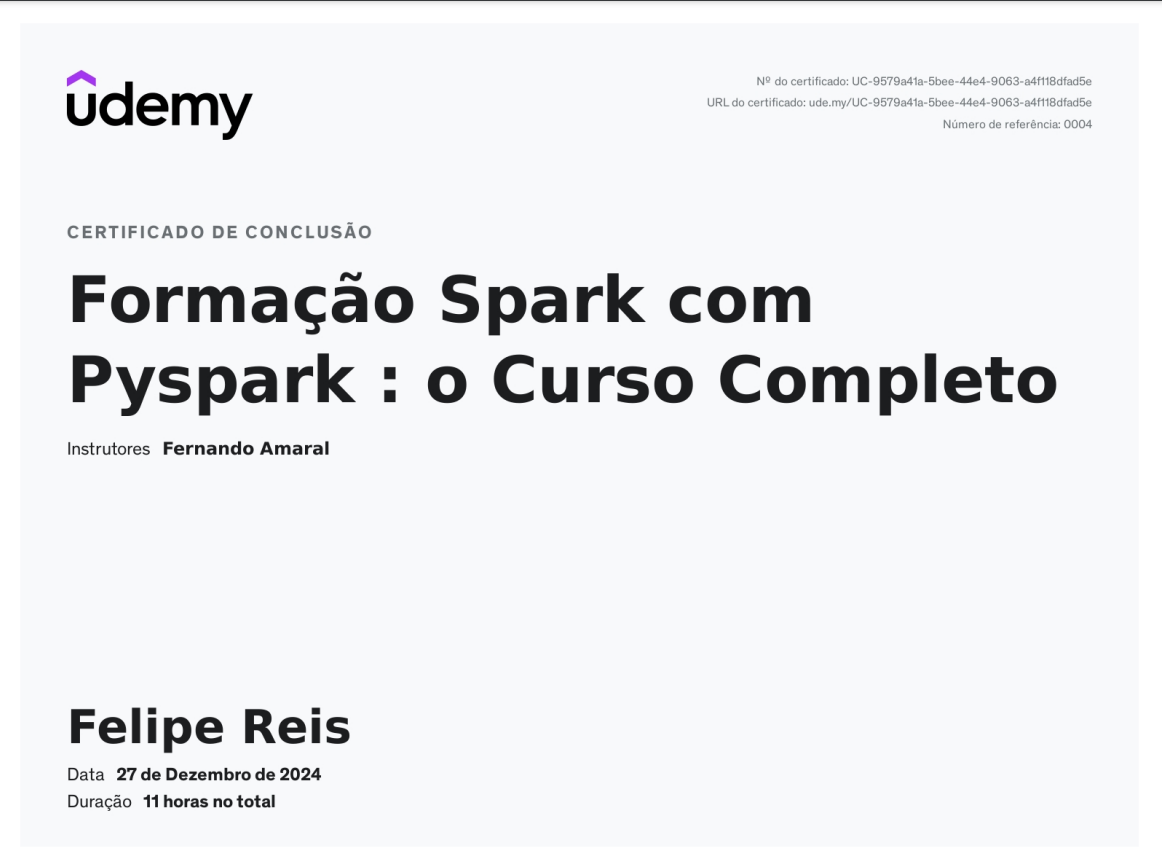 udemy
Nº do certificado: UC-9579a41a-5bee-44e4-9063-a4f118dfad5e
URL do certificado: ude.my/UC-9579a41a-5bee-44e4-9063-a4f118dfad5e
Número de referência: 0004
CERTIFICADO DE CONCLUSÃO
Formação Spark com
Pyspark : o Curso Completo
Instrutores Fernando Amaral
Felipe Reis
Data 27 de Dezembro de 2024
Duração 11 horas no total